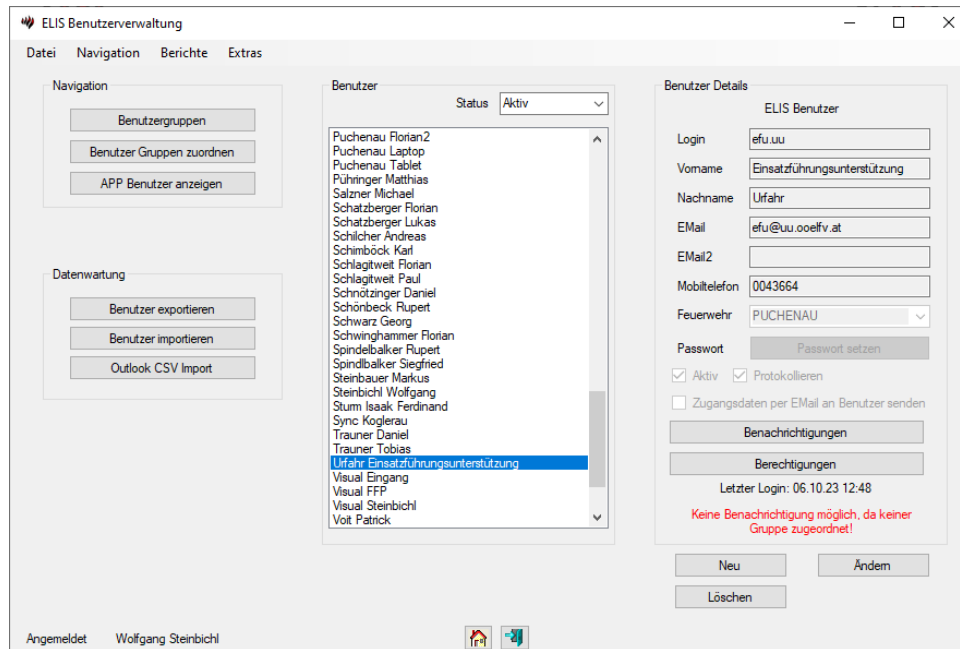 ELIS Benutzerverwaltung
Datei Navigation Berichte Extras
Navigation
Benutzergruppen
Benutzer Gruppen zuordnen
APP Benutzer anzeigen
Datenwartung
Benutzer exportieren
Benutzer importieren
Outlook CSV Import
Benutzer
Status Aktiv
Puchenau Florian2
Puchenau Laptop
Puchenau Tablet
Pühringer Matthias
Salzner Michael
Schatzberger Florian
Schatzberger Lukas
Schilcher Andreas
Schimböck Karl
Schlagitweit Florian
Schlagitweit Paul
Schnötzinger Daniel
Schönbeck Rupert
Schwarz Georg
Schwinghammer Florian
Spindelbalker Rupert
Spindlbalker Siegfried
Steinbauer Markus
Steinbichl Wolfgang
Sturm Isaak Ferdinand
Sync Koglerau
Trauner Daniel
Trauner Tobias
Urfahr Einsatzführungsunterstützung
Visual Eingang
Visual FFP
Visual Steinbichl
Voit Patrick
Benutzer Details
ELIS Benutzer
Login efu.uu
Vorname Einsatzführungsunterstützung
Nachname Urfahr
EMail efu@uu.ooelfv.at
EMail2
Mobiltelefon 0043664
Feuerwehr PUCHENAU
Passwort Passwort setzen
Aktiv Protokollieren
Zugangsdaten per EMail an Benutzer senden
Benachrichtigungen
Berechtigungen
Letzter Login: 06.10.23 12:48
Keine Benachrichtigung möglich, da keiner
Gruppe zugeordnet!
Neu Ändern
Löschen
Angemeldet Wolfgang Steinbichl